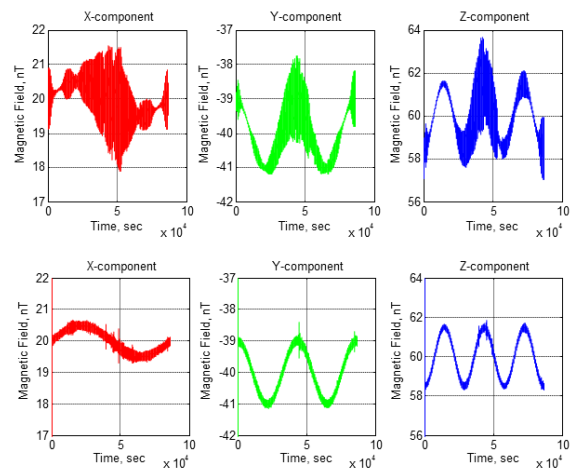 X-component Y-component Z-component
22 -37 64
21 -38 62
20 -39 60
19 -40
18 -41 58
17 -42 56
0 5 10 0 5 10 0 5 10
Time, sec Time, sec Time, sec
x 10^4 x 10^4 x 10^4
Magnetic Field, nT Magnetic Field, nT Magnetic Field, nT
X-component Y-component Z-component
22 -37 64
21 -38 62
20 -39 60
19 -40
18 -41 58
17 -42 56
0 5 10 0 5 10 0 5 10
Time, sec Time, sec Time, sec
x 10^4 x 10^4 x 10^4
Magnetic Field, nT Magnetic Field, nT Magnetic Field, nT